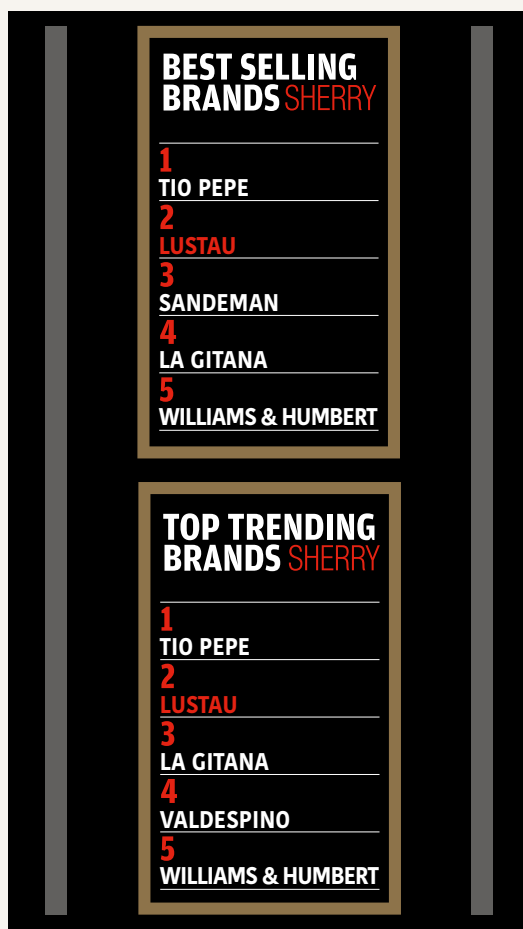 BEST SELLING
BRANDS SHERRY
1
TIO PEPE
2
LUSTAU
3
SANDEMAN
4
LA GITANA
5
WILLIAMS & HUMBERT
TOP TRENDING
BRANDS SHERRY
1
TIO PEPE
2
LUSTAU
3
LA GITANA
4
VALDESPINO
5
WILLIAMS & HUMBERT